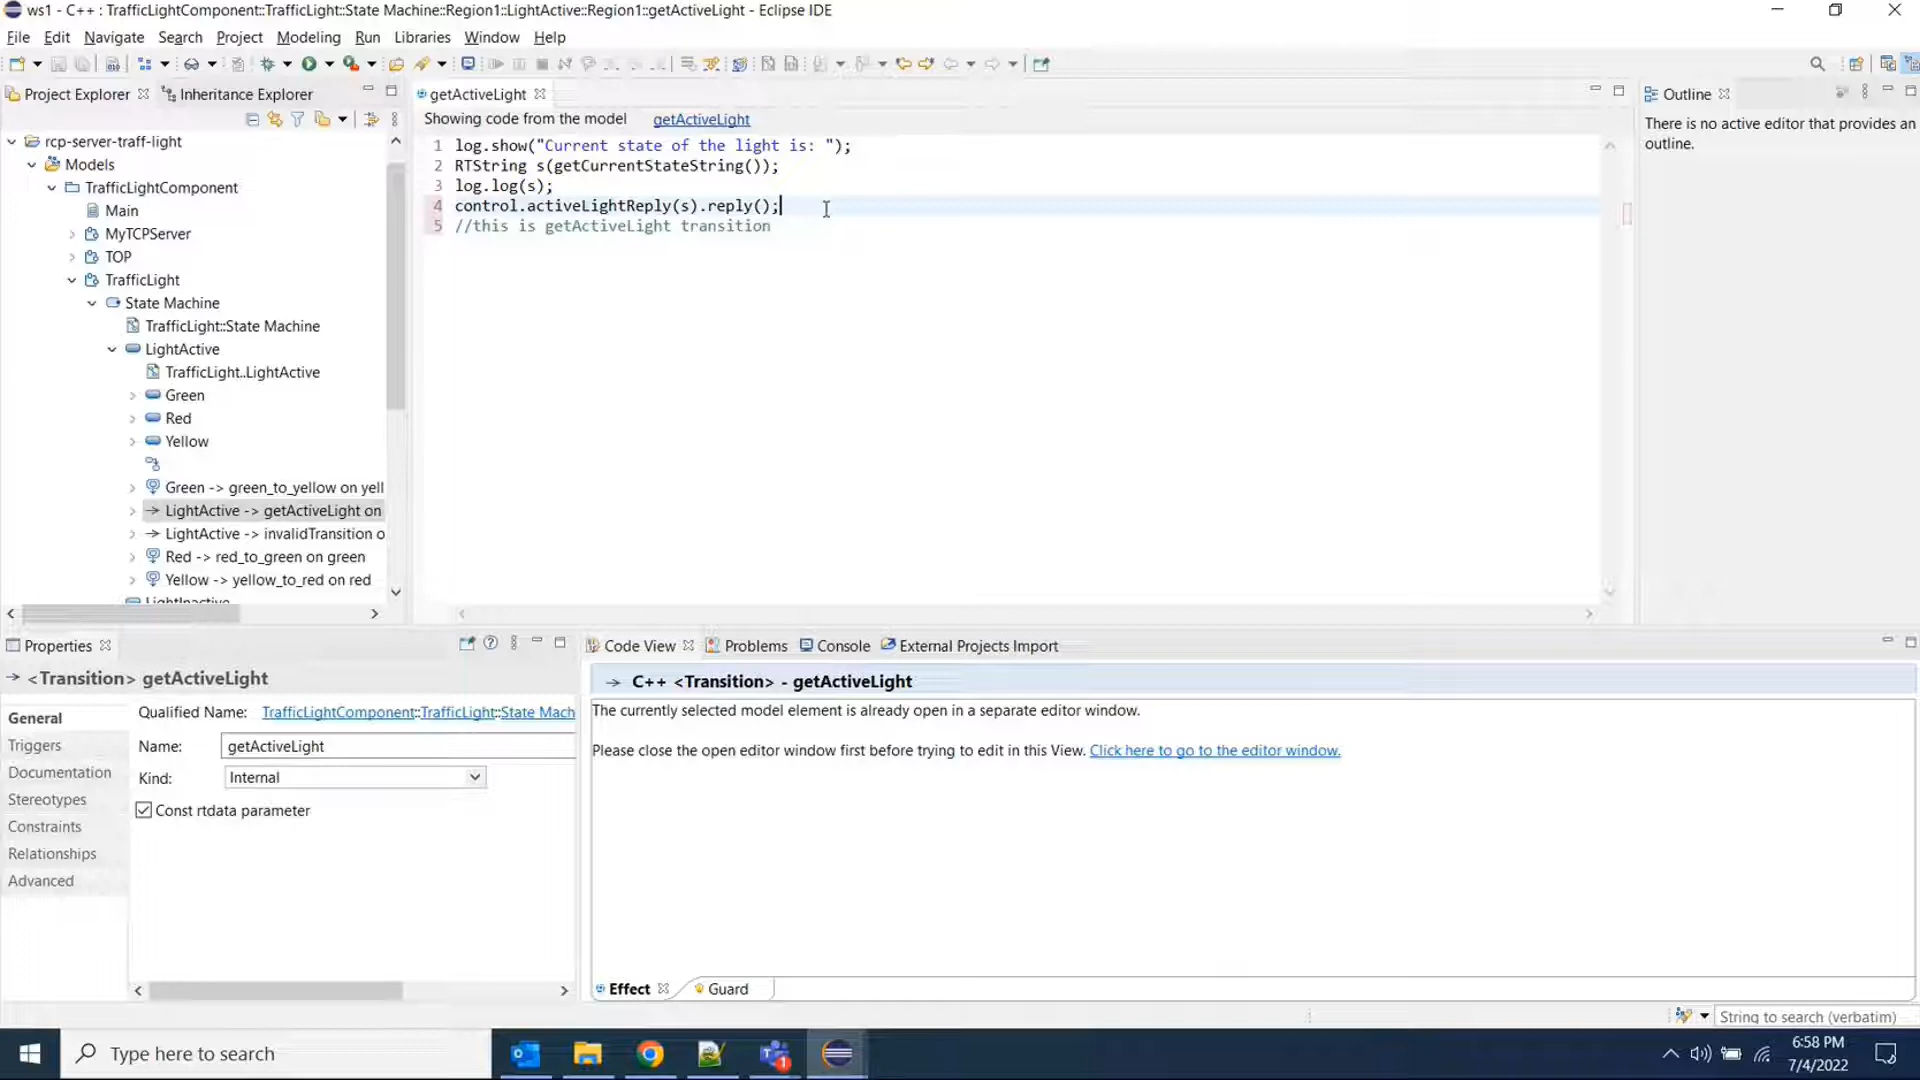 ws1 - C++ : TrafficLightComponent::TrafficLight::State Machine::Region1::LightActive::Region1::getActiveLight - Eclipse IDE
File Edit Navigate Search Project Modeling Run Libraries Window Help
Project Explorer Inheritance Explorer
rcp-server-traff-light
Models
TrafficLightComponent
Main
MyTCPServer
TOP
TrafficLight
State Machine
TrafficLight::State Machine
LightActive
TrafficLight..LightActive
Green
Red
Yellow
Green -> green_to_yellow on yell
LightActive -> getActiveLight on
LightActive -> invalidTransition o
Red -> red_to_green on green
Yellow -> yellow_to_red on red
LightInactive
getActiveLight
Showing code from the model getActiveLight
1 log.show("Current state of the light is: ");
2 RTString s(getCurrentStateString());
3 log.log(s);
4 control.activeLightReply(s).reply();
5 //this is getActiveLight transition
Outline
There is no active editor that provides an
outline.
Properties
<Transition> getActiveLight
General
Triggers
Documentation
Stereotypes
Constraints
Relationships
Advanced
Qualified Name: TrafficLightComponent::TrafficLight::State Mach
Name: getActiveLight
Kind: Internal
Const rtdata parameter
Code View Problems Console External Projects Import
C++ <Transition> - getActiveLight
The currently selected model element is already open in a separate editor window.
Please close the open editor window first before trying to edit in this View. Click here to go to the editor window.
Effect Guard
String to search (verbatim)
Type here to search
6:58 PM
7/4/2022